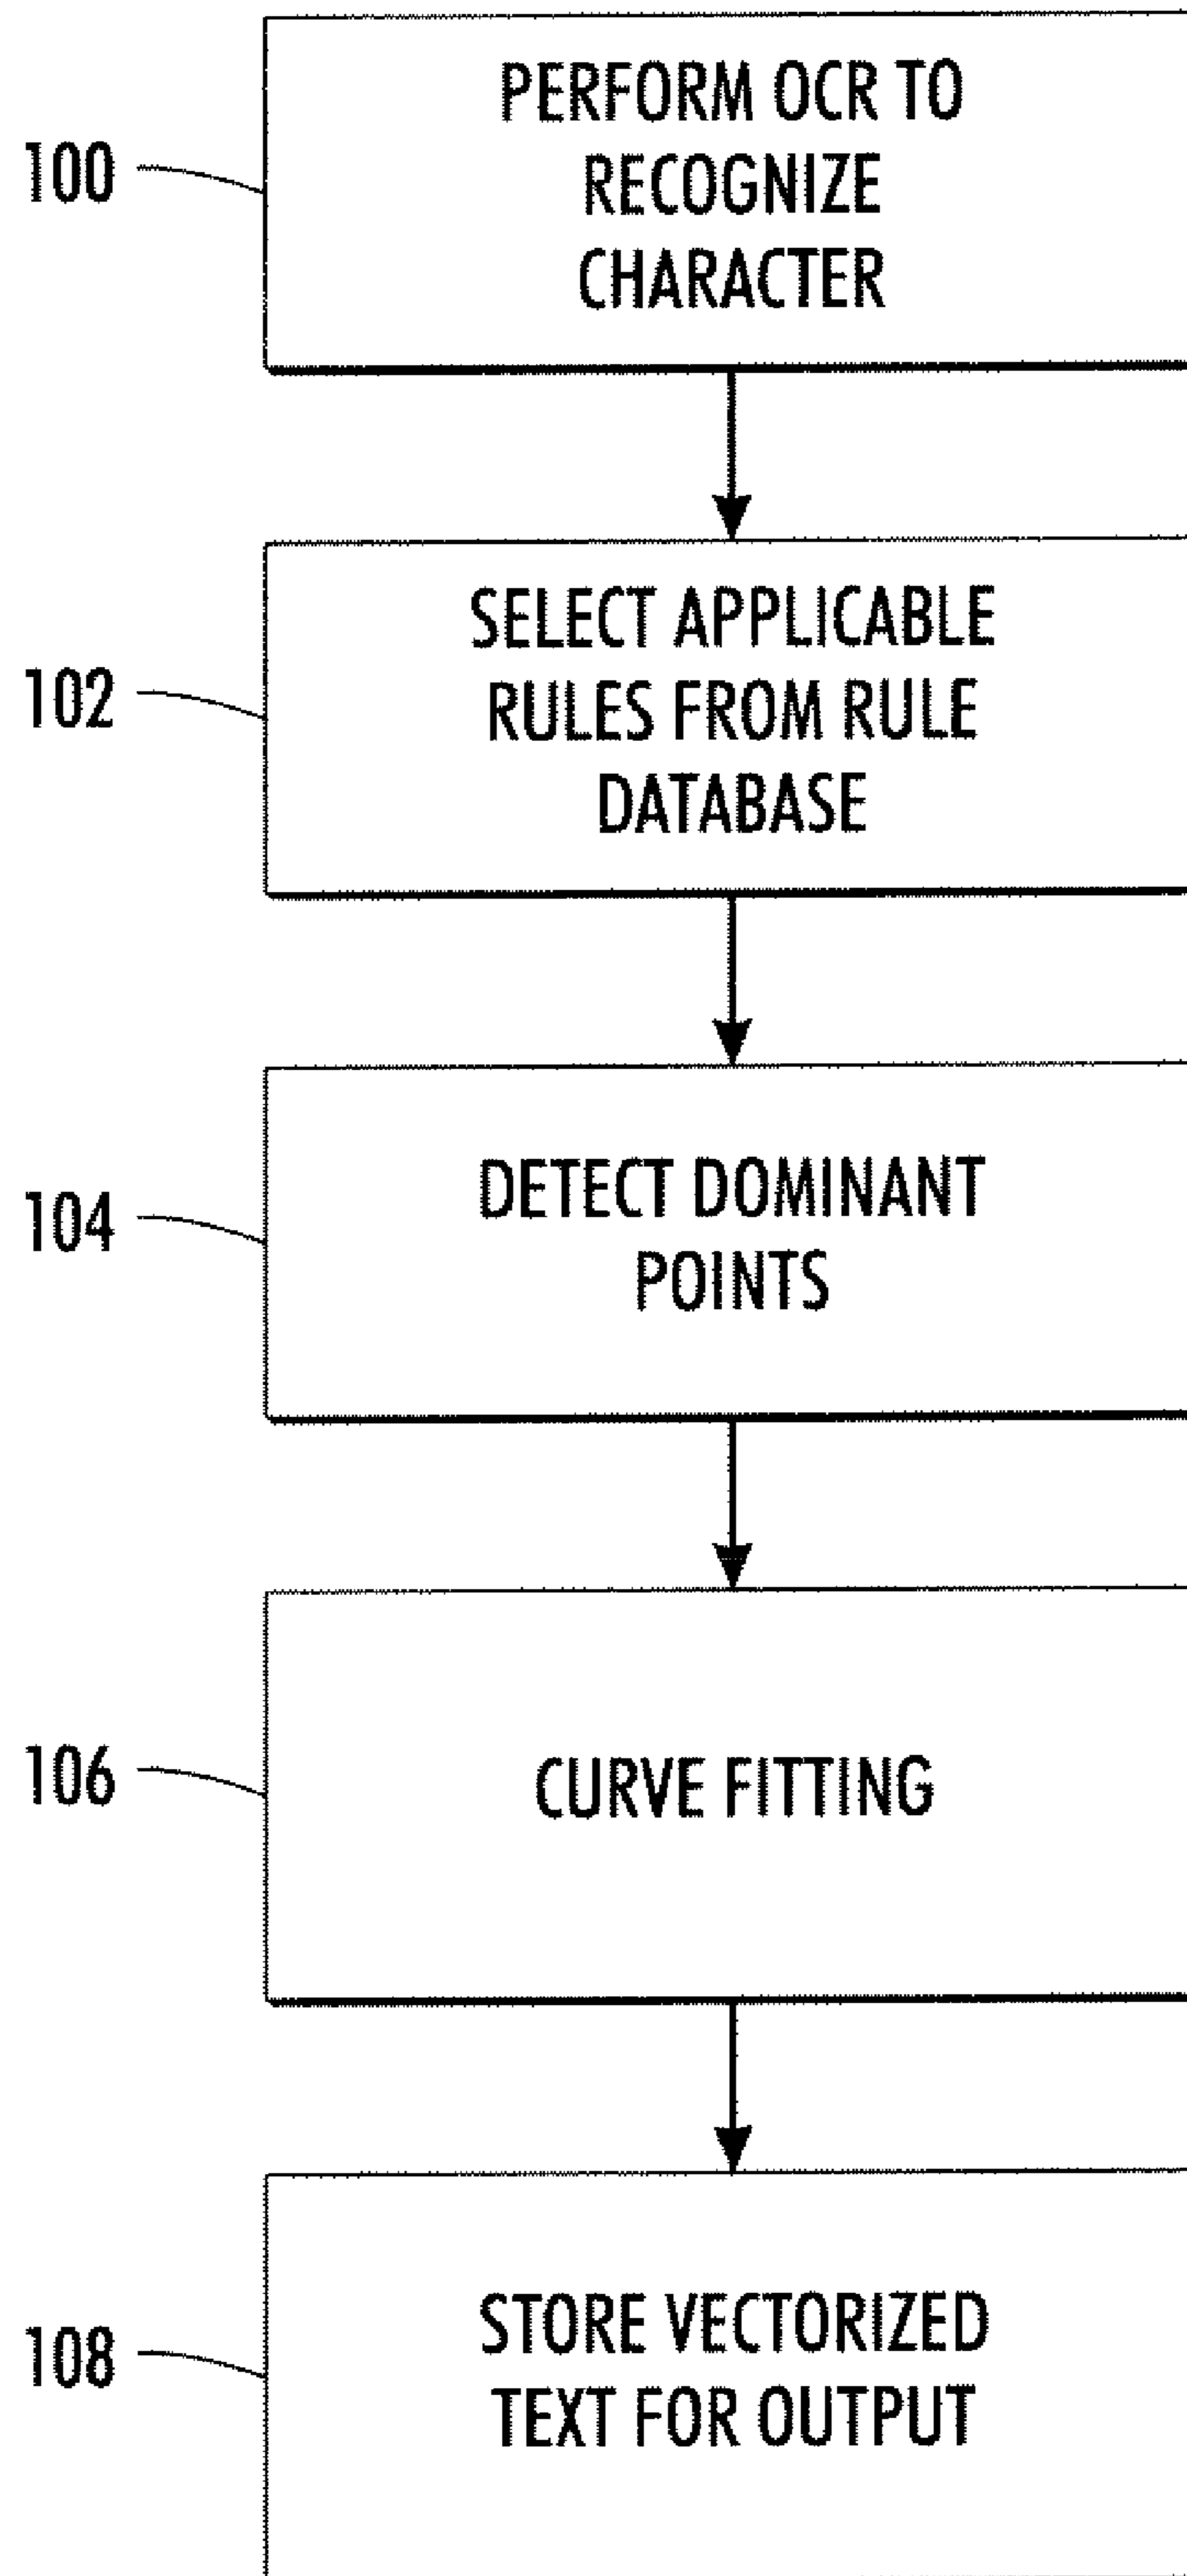 PERFORM OCR TO
RECOGNIZE
CHARACTER
100
SELECT APPLICABLE
RULES FROM RULE
DATABASE
102
DETECT DOMINANT
POINTS
104
CURVE FITTING
106
STORE VECTORIZED
TEXT FOR OUTPUT
108